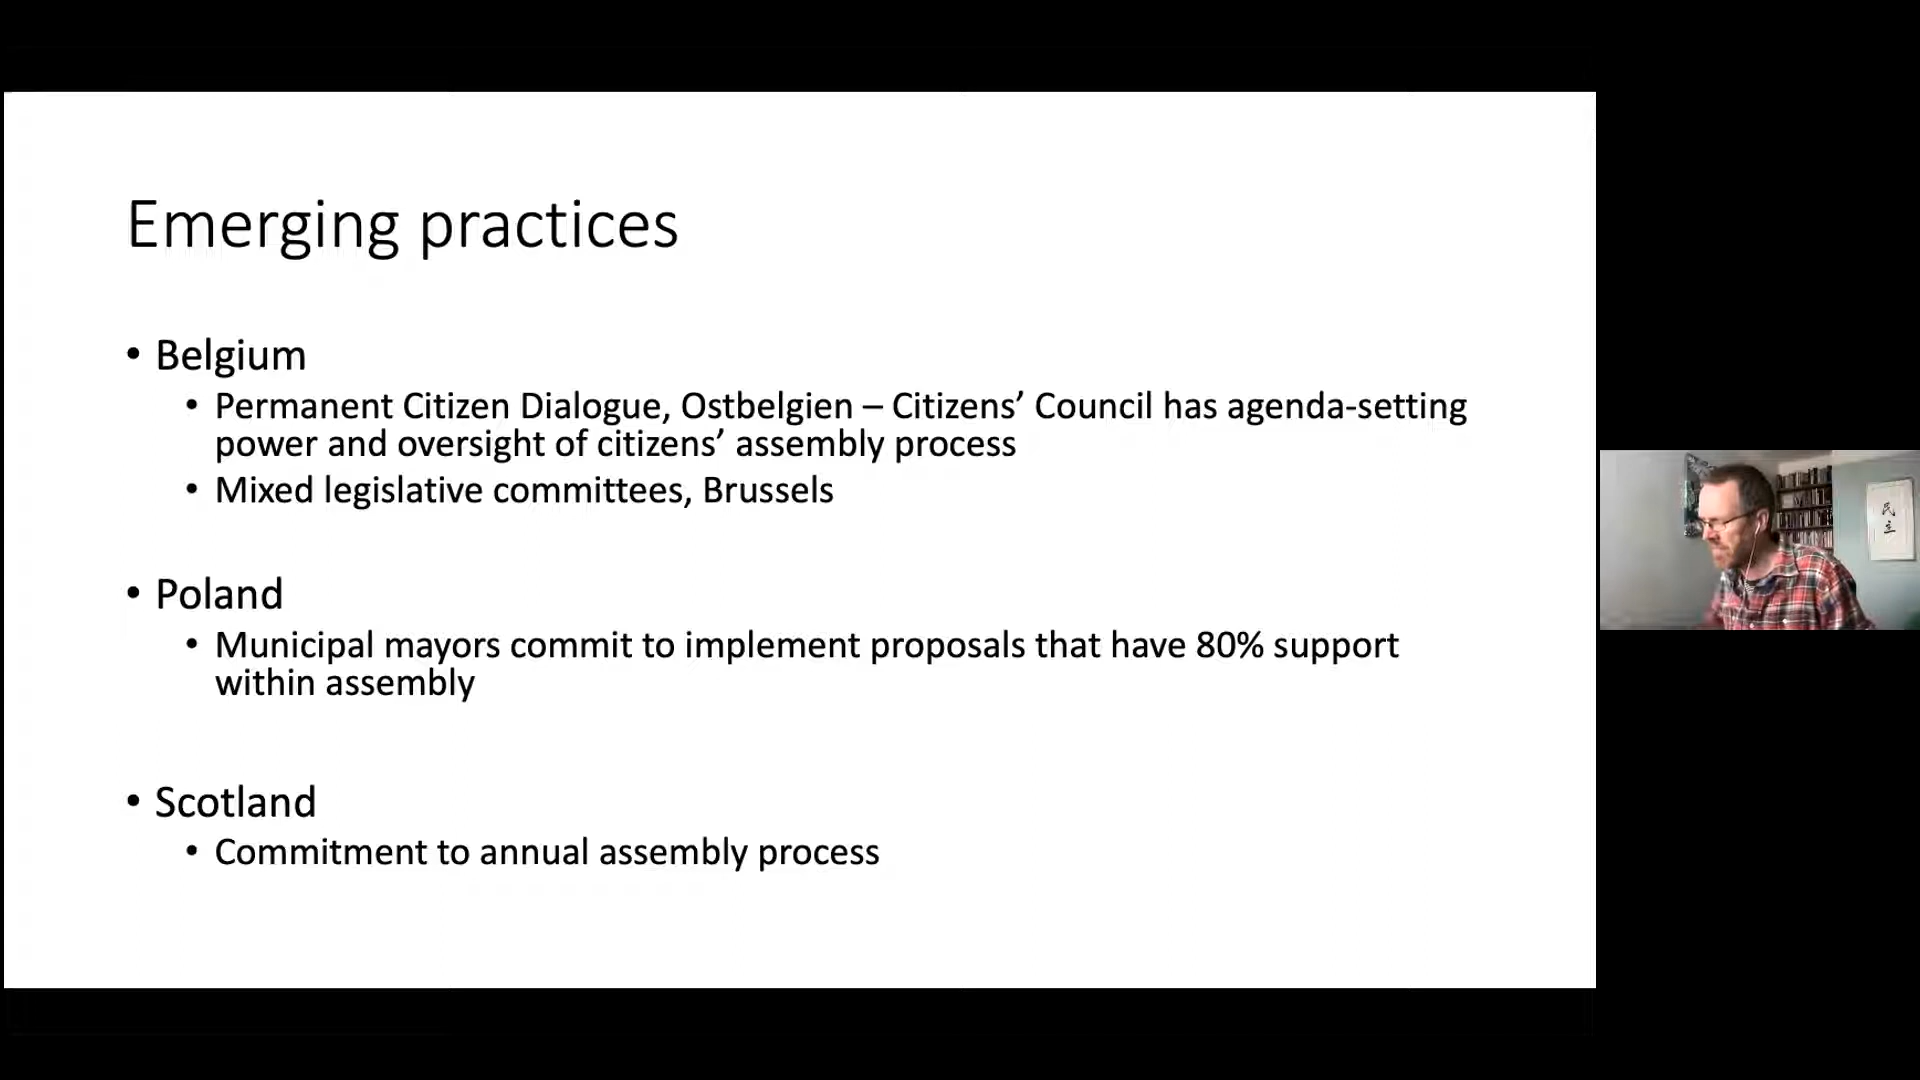 Emerging practices
• Belgium
• Permanent Citizen Dialogue, Ostbelgien – Citizens’ Council has agenda-setting
power and oversight of citizens’ assembly process
• Mixed legislative committees, Brussels
• Poland
• Municipal mayors commit to implement proposals that have 80% support
within assembly
• Scotland
• Commitment to annual assembly process
民
主